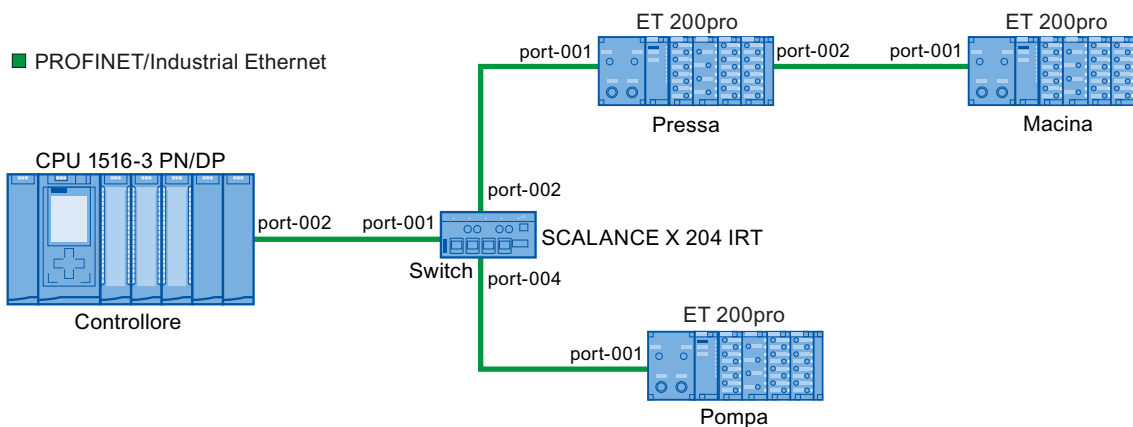 ET 200pro
ET 200pro
port-001
port-002
port-001
PROFINET/Industrial Ethernet
Pressa
Macina
CPU 1516-3 PN/DP
port-002
port-002
port-001
SCALANCE X 204 IRT
Switch
port-004
Controllore
ET 200pro
port-001
Pompa